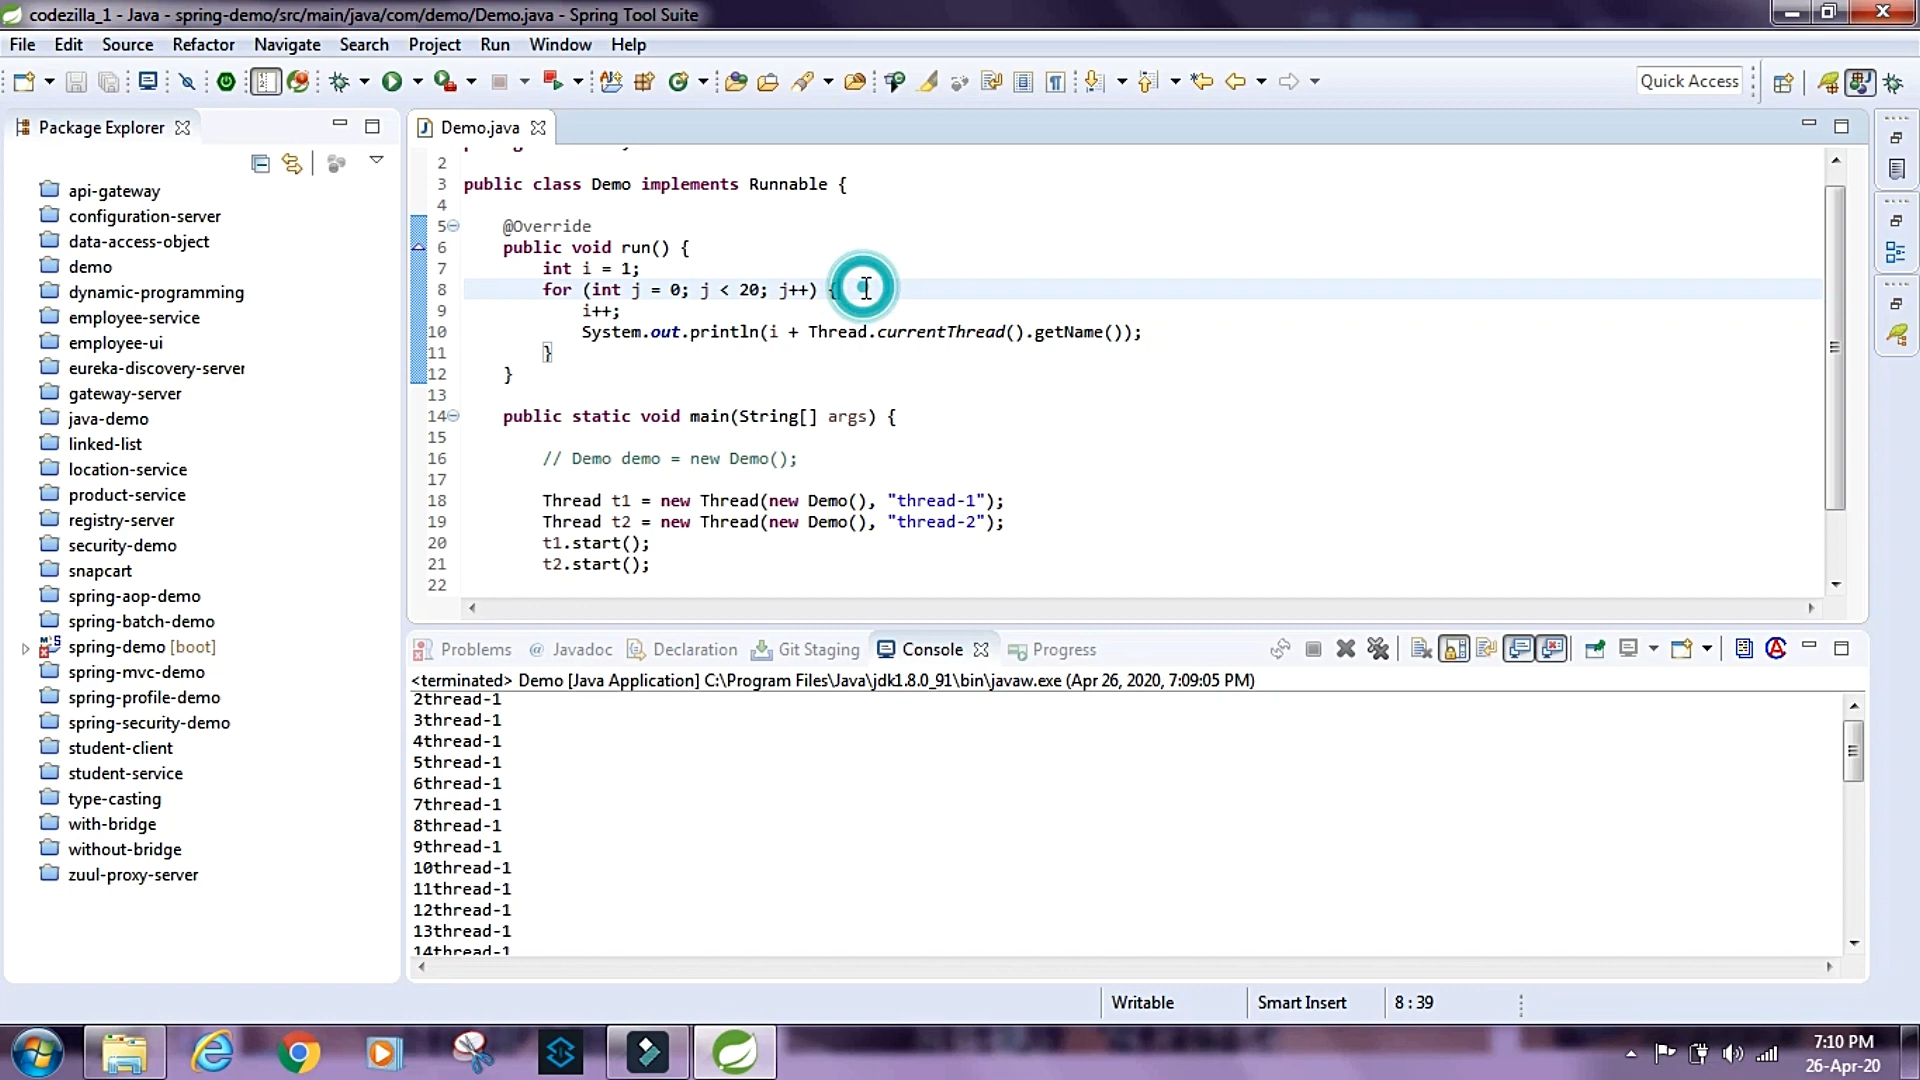 codezilla_1 - Java - spring-demo/src/main/java/com/demo/Demo.java - Spring Tool Suite
File Edit Source Refactor Navigate Search Project Run Window Help
Quick Access
Package Explorer
api-gateway
configuration-server
data-access-object
demo
dynamic-programming
employee-service
employee-ui
eureka-discovery-server
gateway-server
java-demo
linked-list
location-service
product-service
registry-server
security-demo
snapcart
spring-aop-demo
spring-batch-demo
spring-demo [boot]
spring-mvc-demo
spring-profile-demo
spring-security-demo
student-client
student-service
type-casting
with-bridge
without-bridge
zuul-proxy-server
Demo.java
2
3 public class Demo implements Runnable {
4
5 @Override
6 public void run() {
7 int i = 1;
8 for (int j = 0; j < 20; j++) {
9 i++;
10 System.out.println(i + Thread.currentThread().getName());
11 }
12 }
13
14 public static void main(String[] args) {
15
16 // Demo demo = new Demo();
17
18 Thread t1 = new Thread(new Demo(), "thread-1");
19 Thread t2 = new Thread(new Demo(), "thread-2");
20 t1.start();
21 t2.start();
22
Problems @ Javadoc Declaration Git Staging Console Progress
<terminated> Demo [Java Application] C:\Program Files\Java\jdk1.8.0_91\bin\javaw.exe (Apr 26, 2020, 7:09:05 PM)
2thread-1
3thread-1
4thread-1
5thread-1
6thread-1
7thread-1
8thread-1
9thread-1
10thread-1
11thread-1
12thread-1
13thread-1
14thread-1
Writable Smart Insert 8 : 39
7:10 PM
26-Apr-20